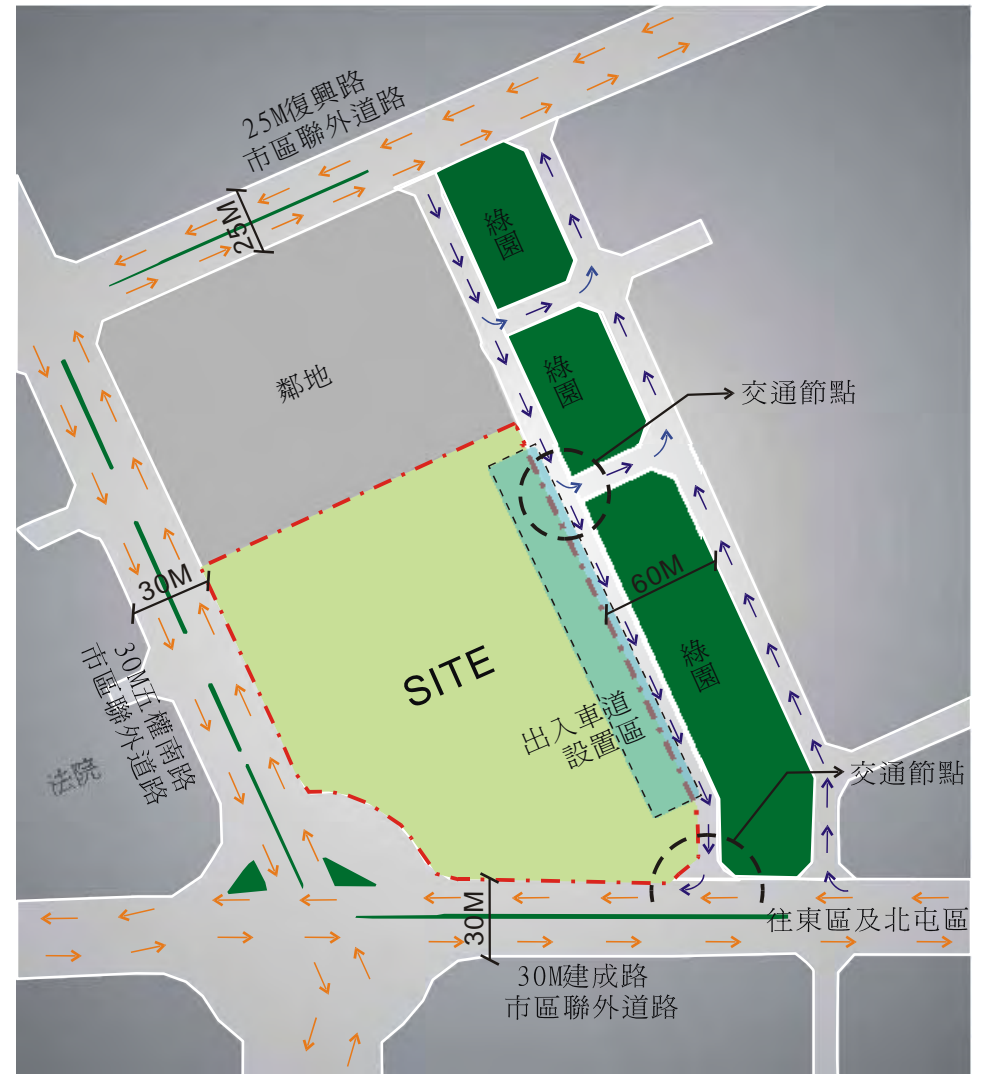 25M復興路
市區聯外道路
25M
綠園
鄰地
綠園
交通節點
30M
60M
SITE
綠園
30M五權南路
市區聯外道路
出入車道
設置區
法院
交通節點
30M
往東區及北屯區
30M建成路
市區聯外道路